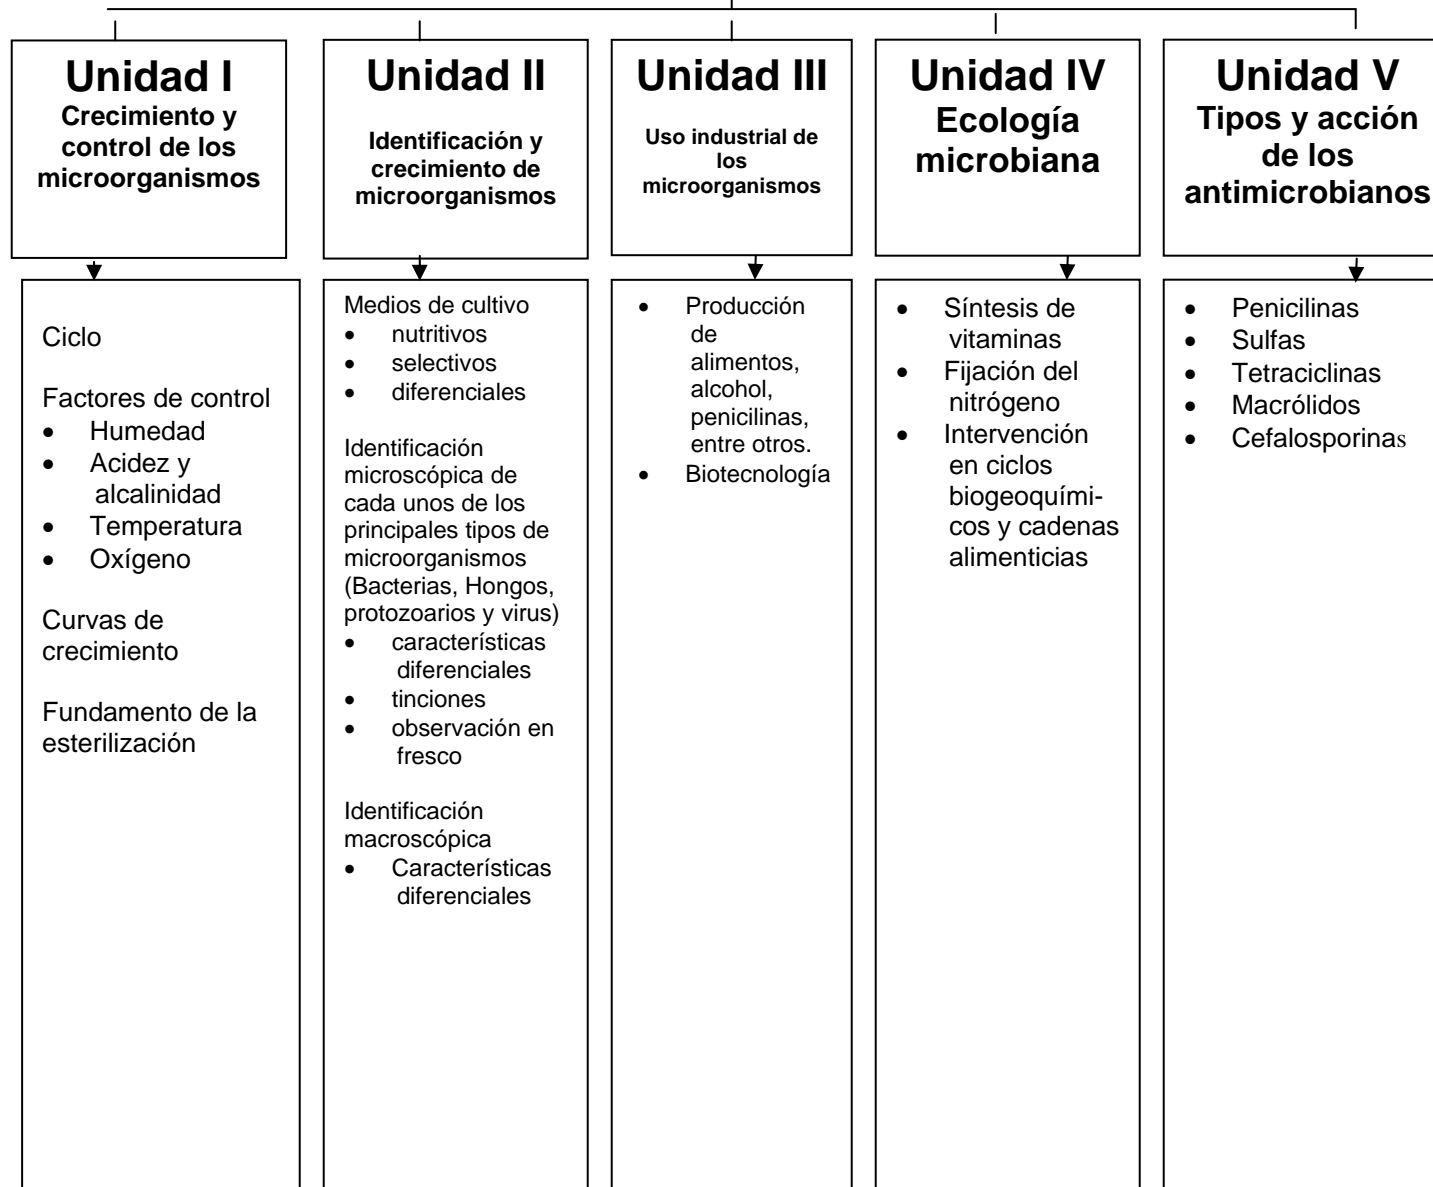 Unidad I
Crecimiento y
control de los
microorganismos
Unidad II
Identificación y
crecimiento de
microorganismos
Unidad III
Uso industrial de
los
microorganismos
Unidad IV
Ecología
microbiana
Unidad V
Tipos y acción
de los
antimicrobianos
Ciclo
Factores de control
• Humedad
• Acidez y
alcalinidad
• Temperatura
• Oxígeno
Curvas de
crecimiento
Fundamento de la
esterilización
Medios de cultivo
• nutritivos
• selectivos
• diferenciales
Identificación
microscópica de
cada unos de los
principales tipos de
microorganismos
(Bacterias, Hongos,
protozoarios y virus)
• características
diferenciales
• tinciones
• observación en
fresco
Identificación
macroscópica
• Características
diferenciales
• Producción
de
alimentos,
alcohol,
penicilinas,
entre otros.
• Biotecnología
• Síntesis de
vitaminas
• Fijación del
nitrógeno
• Intervención
en ciclos
biogeoquími-
cos y cadenas
alimenticias
• Penicilinas
• Sulfas
• Tetraciclinas
• Macrólidos
• Cefalosporinas